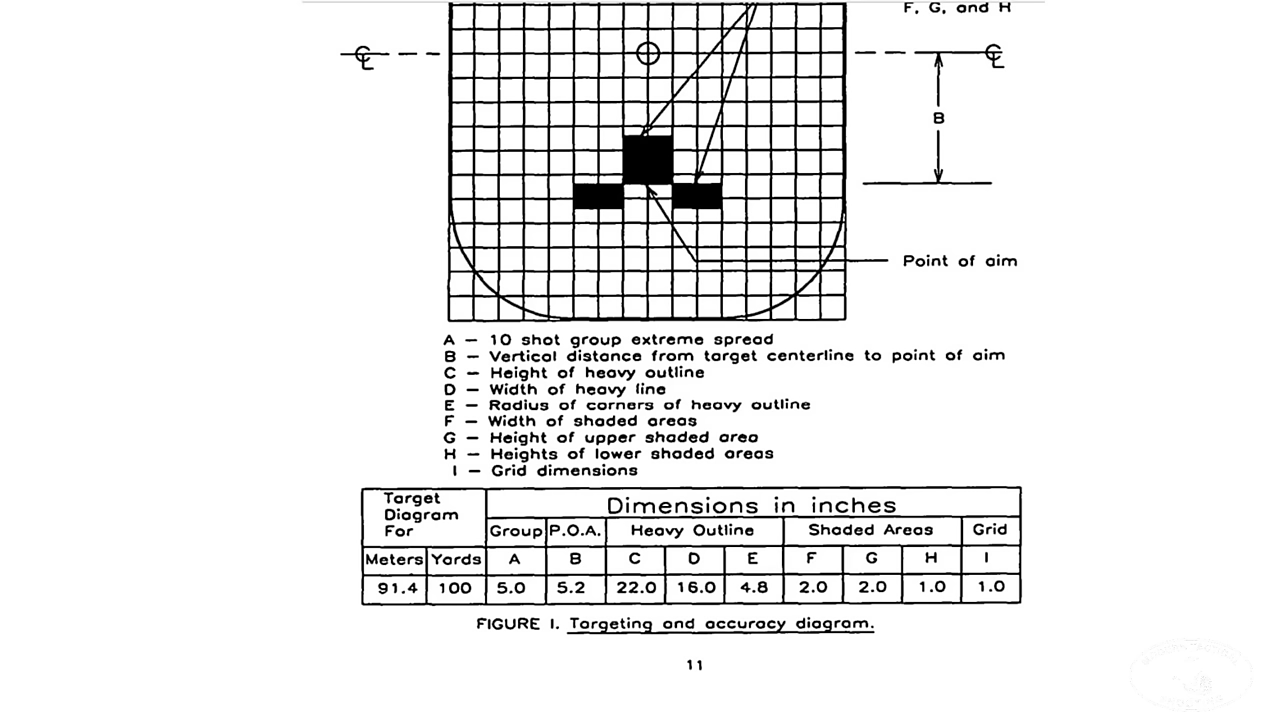 F, G, and H
℄ ℄
B
Point of aim
A – 10 shot group extreme spread
B – Vertical distance from target centerline to point of aim
C – Height of heavy outline
D – Width of heavy line
E – Radius of corners of heavy outline
F – Width of shaded areas
G – Height of upper shaded area
H – Heights of lower shaded areas
I – Grid dimensions
Target Diagram For Dimensions in inches
Group P.O.A. Heavy Outline Shaded Areas Grid
Meters Yards A B C D E F G H I
91.4 100 5.0 5.2 22.0 16.0 4.8 2.0 2.0 1.0 1.0
FIGURE 1. Targeting and accuracy diagram.
11